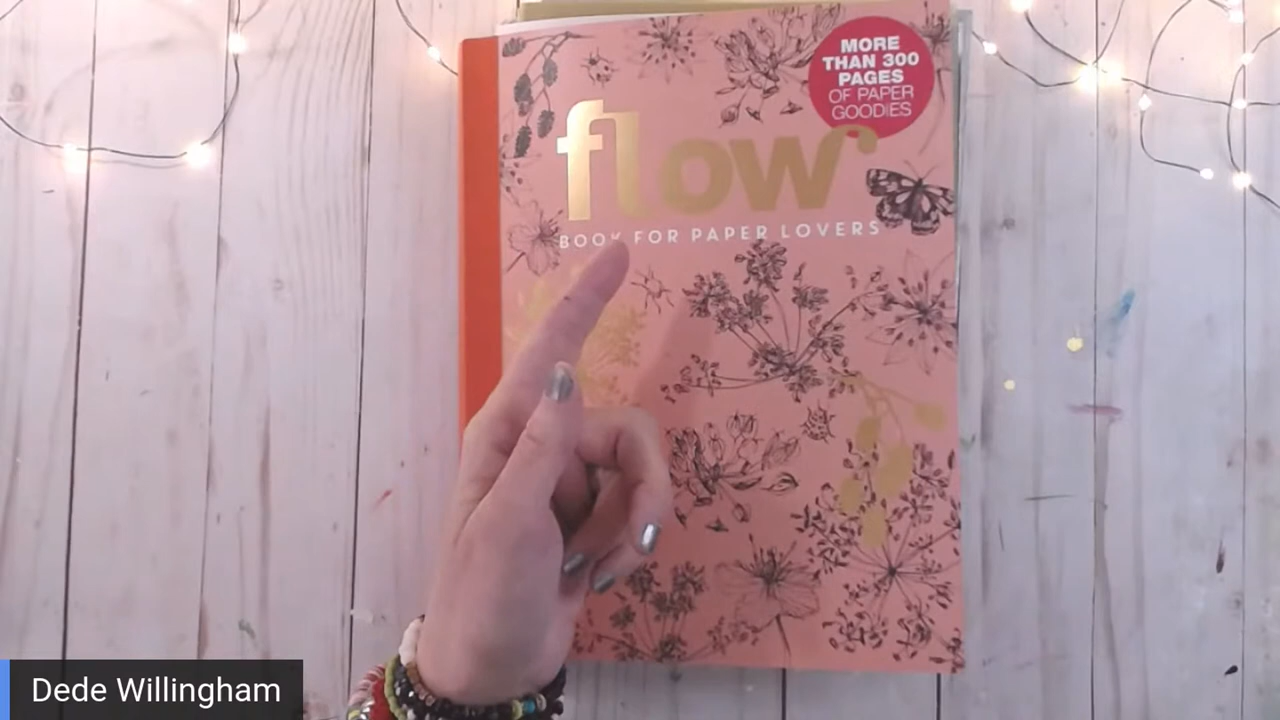 MORE
THAN 300
PAGES
OF PAPER
GOODIES
flow
BOOK FOR PAPER LOVERS
Dede Willingham